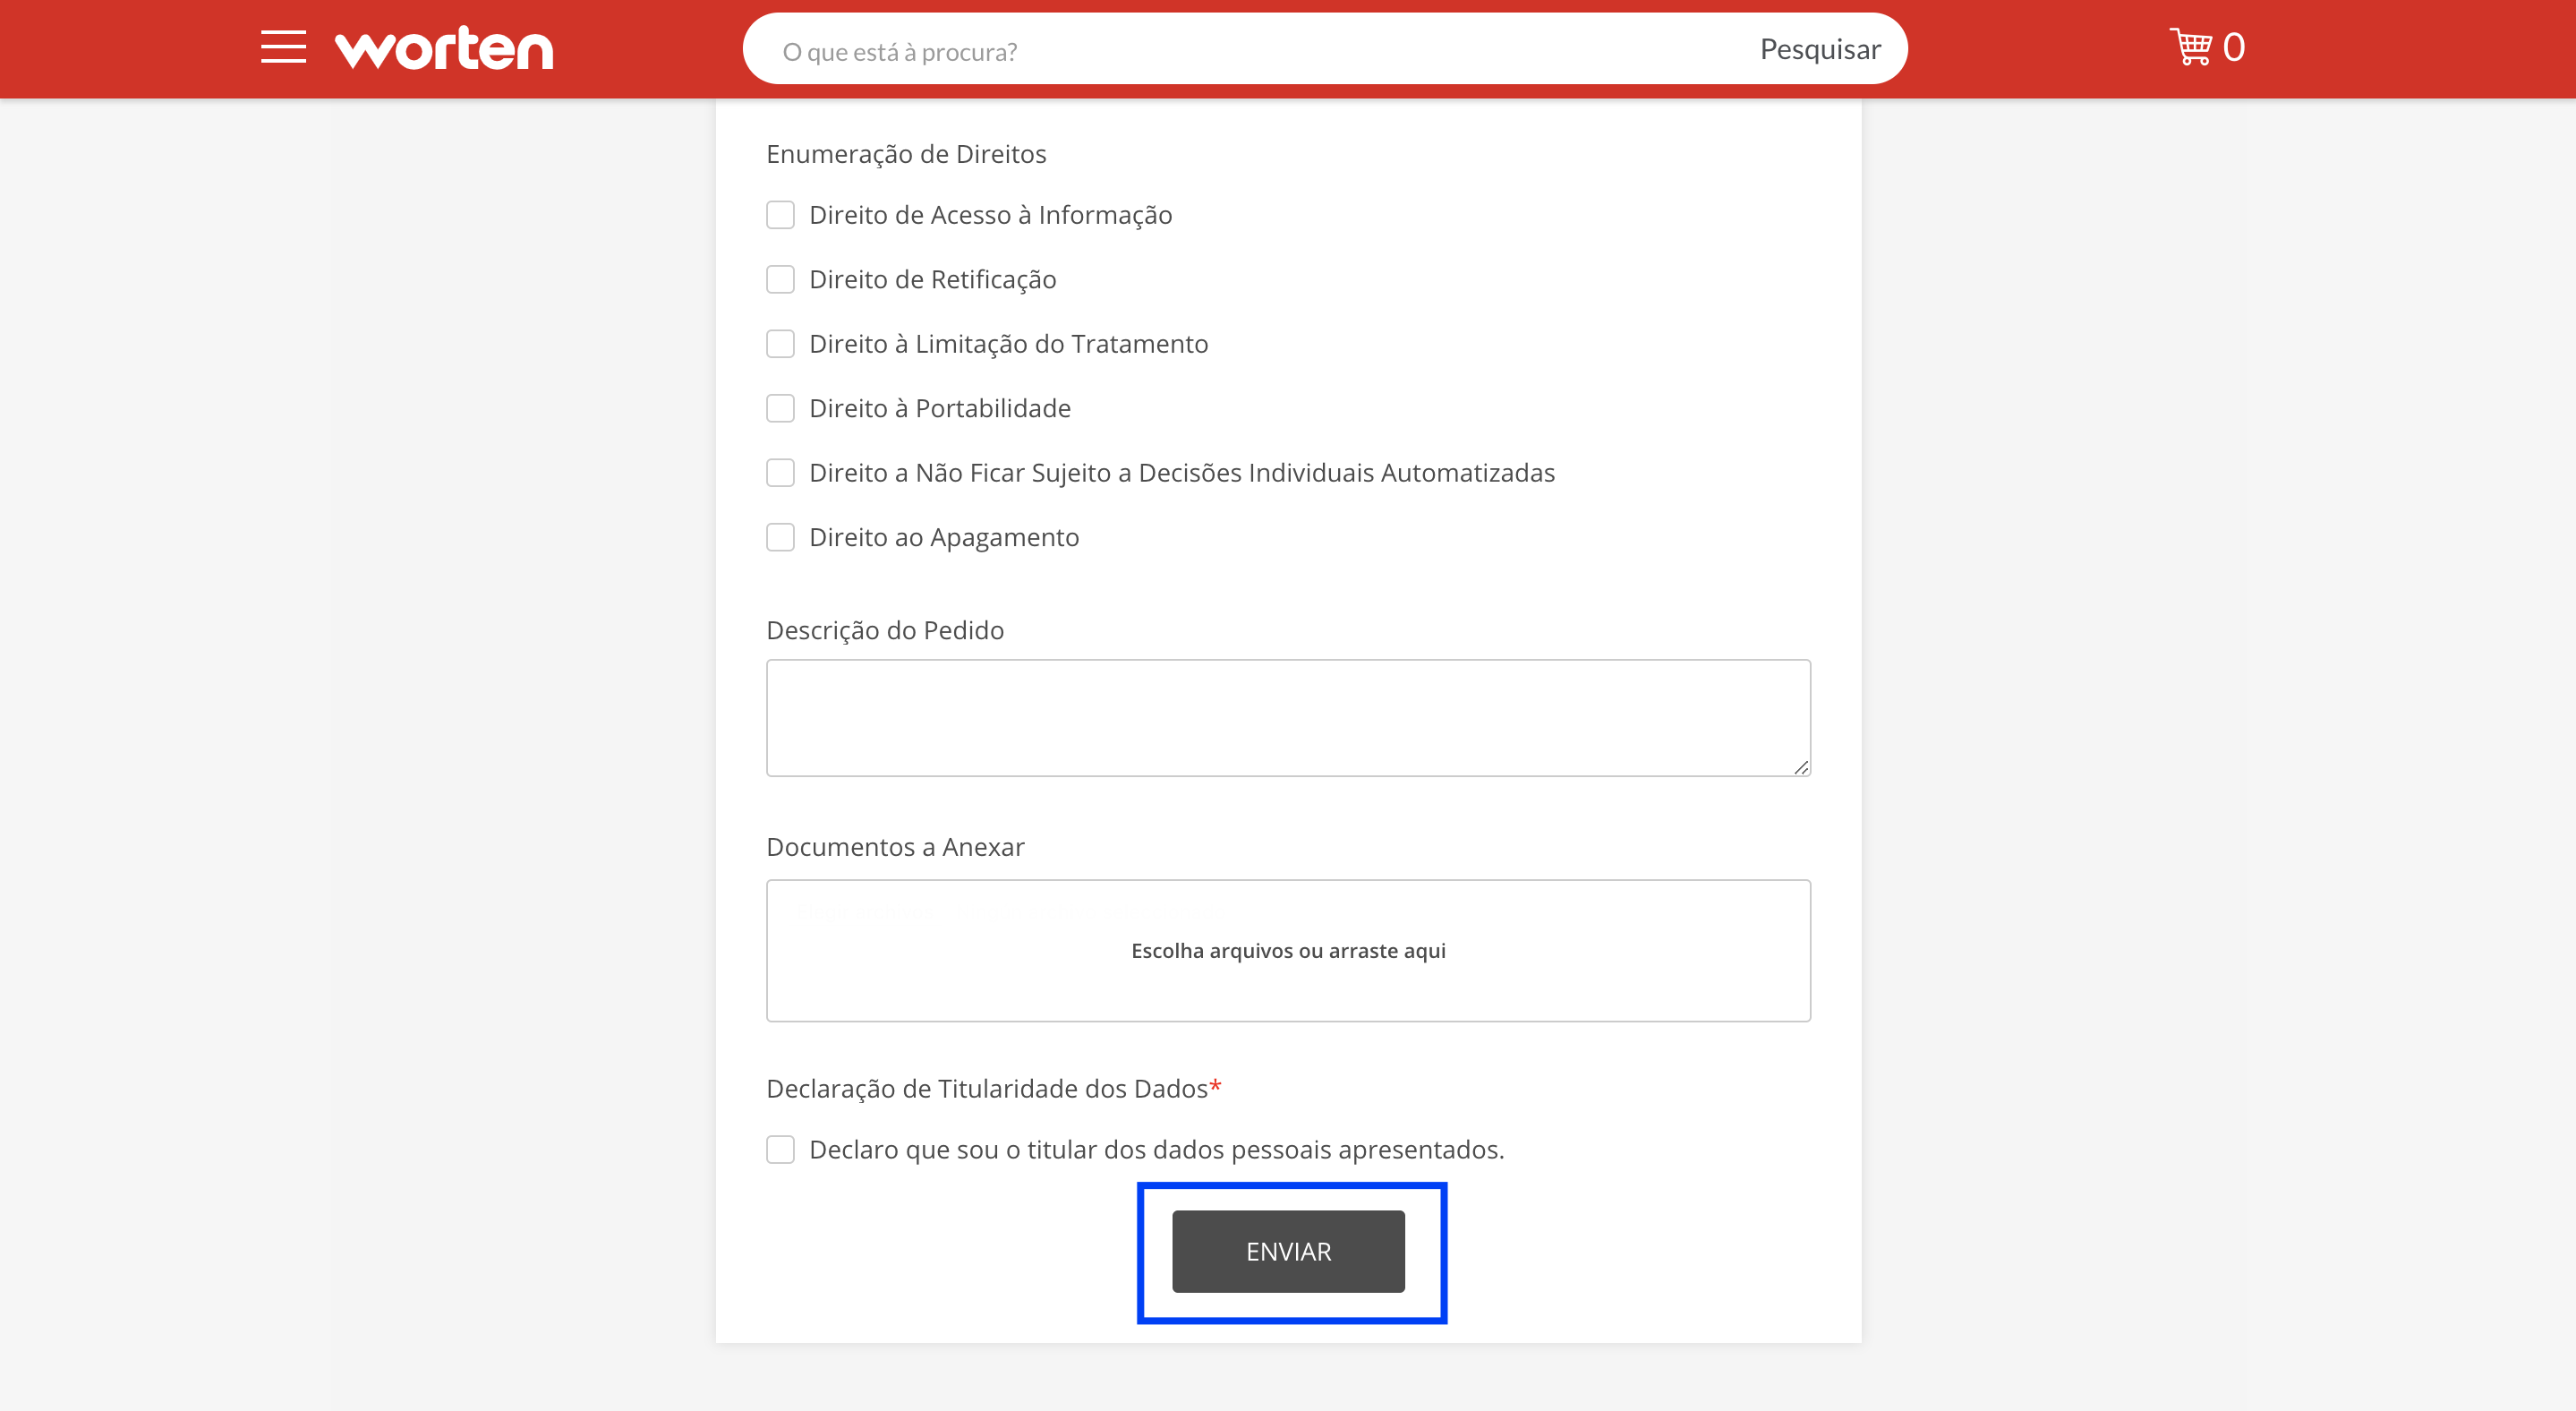 worten
O que está à procura?
Pesquisar
0
Enumeração de Direitos
Direito de Acesso à Informação
Direito de Retificação
Direito à Limitação do Tratamento
Direito à Portabilidade
Direito a Não Ficar Sujeito a Decisões Individuais Automatizadas
Direito ao Apagamento
Descrição do Pedido
Documentos a Anexar
Escolha arquivos ou arraste aqui
Declaração de Titularidade dos Dados*
Declaro que sou o titular dos dados pessoais apresentados.
ENVIAR